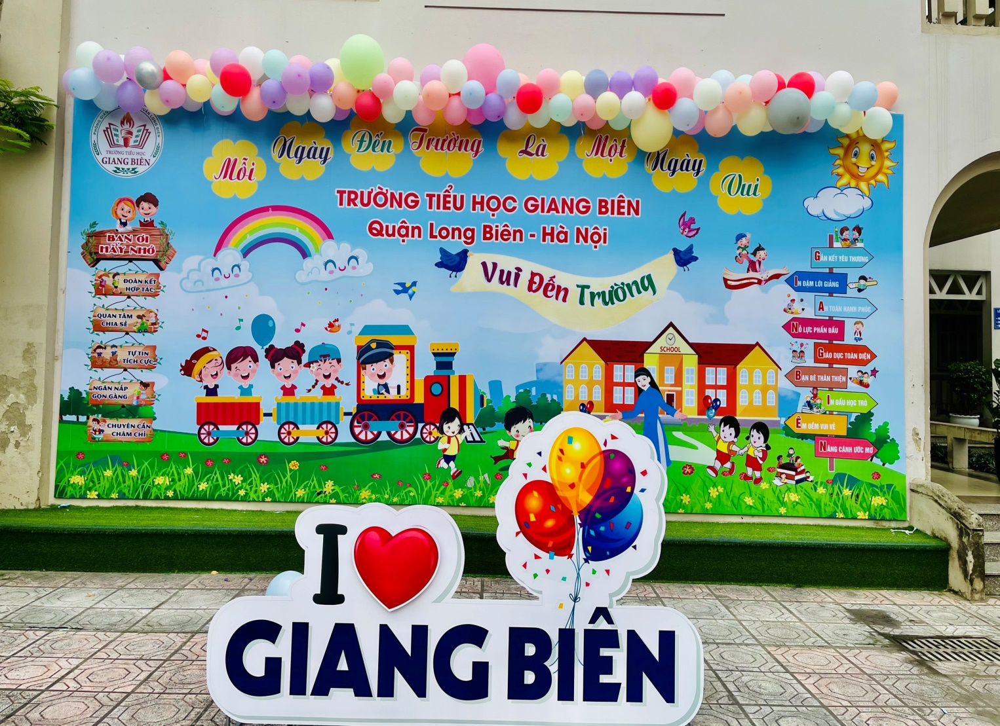 TRƯỜNG TIỂU HỌC
GIANG BIÊN
Mỗi Ngày Đến Trường Là Một Ngày Vui
TRƯỜNG TIỂU HỌC GIANG BIÊN
Quận Long Biên - Hà Nội
Vui Đến Trường
BẠN ƠI
HÃY NHỚ
ĐOÀN KẾT
HỢP TÁC
QUAN TÂM
CHIA SẺ
TỰ TIN
TÍCH CỰC
NGĂN NẮP
GỌN GÀNG
CHUYÊN CẦN
CHĂM CHỈ
SCHOOL
GẮN KẾT YÊU THƯƠNG
IN ĐẬM LỜI GIẢNG
AN TOÀN HẠNH PHÚC
NỖ LỰC PHẤN ĐẤU
GIÁO DỤC TOÀN DIỆN
BẠN BÈ THÂN THIỆN
IN DẤU HỌC TRÒ
ÊM ĐỀM VUI VẺ
NÂNG CÁNH ƯỚC MƠ
I
GIANG BIÊN